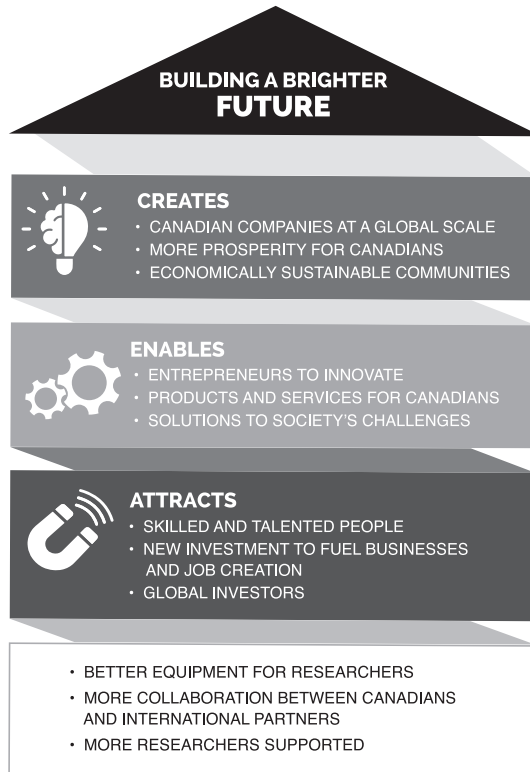 BUILDING A BRIGHTER
FUTURE
CREATES
• CANADIAN COMPANIES AT A GLOBAL SCALE
• MORE PROSPERITY FOR CANADIANS
• ECONOMICALLY SUSTAINABLE COMMUNITIES
ENABLES
• ENTREPRENEURS TO INNOVATE
• PRODUCTS AND SERVICES FOR CANADIANS
• SOLUTIONS TO SOCIETY'S CHALLENGES
ATTRACTS
• SKILLED AND TALENTED PEOPLE
• NEW INVESTMENT TO FUEL BUSINESSES
AND JOB CREATION
• GLOBAL INVESTORS
• BETTER EQUIPMENT FOR RESEARCHERS
• MORE COLLABORATION BETWEEN CANADIANS
AND INTERNATIONAL PARTNERS
• MORE RESEARCHERS SUPPORTED